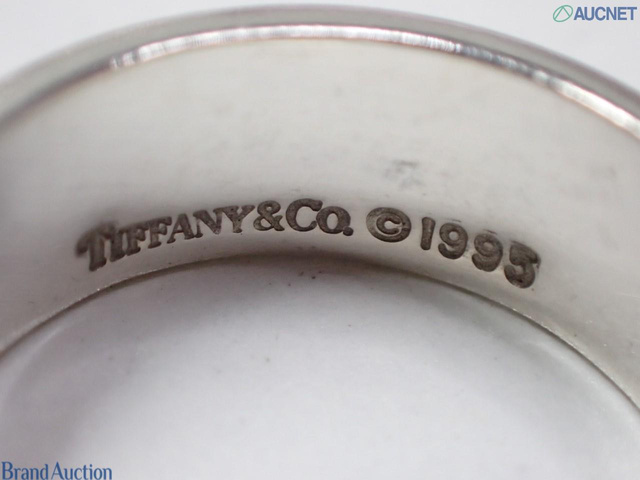 AUCNET
TIFFANY&CO. ©1995
Brand Auction